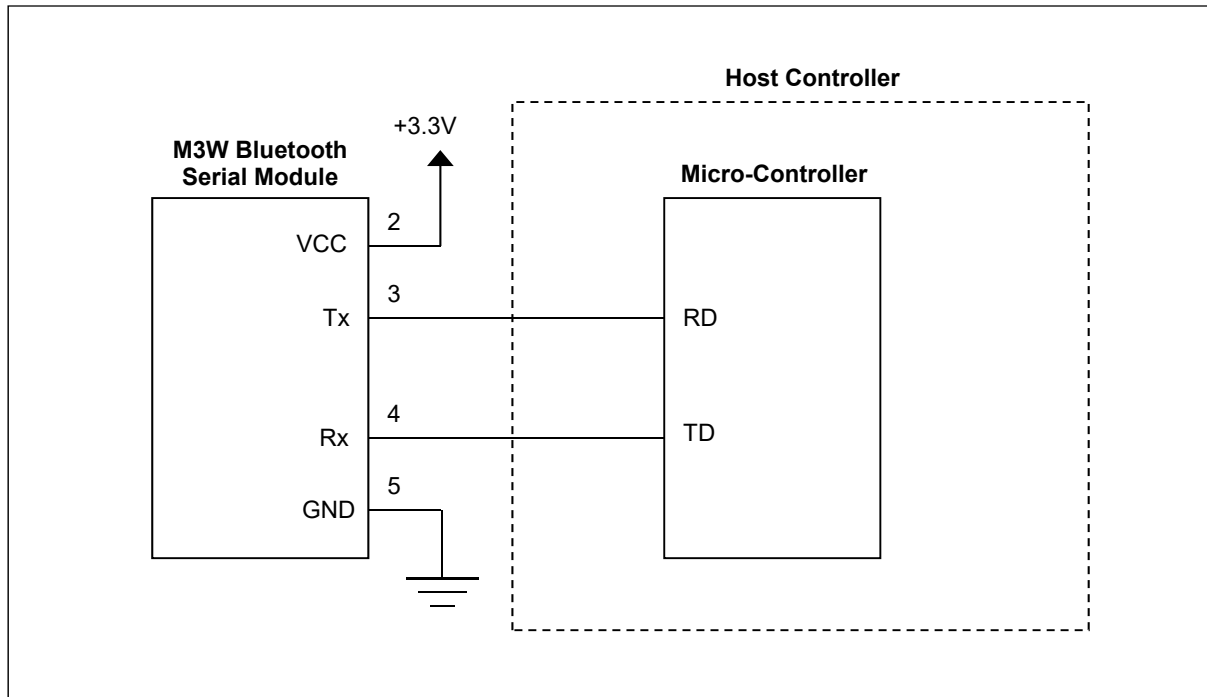 Host Controller
+3.3V
M3W Bluetooth
Serial Module
Micro-Controller
2
VCC
3
Tx
RD
4
Rx
TD
5
GND